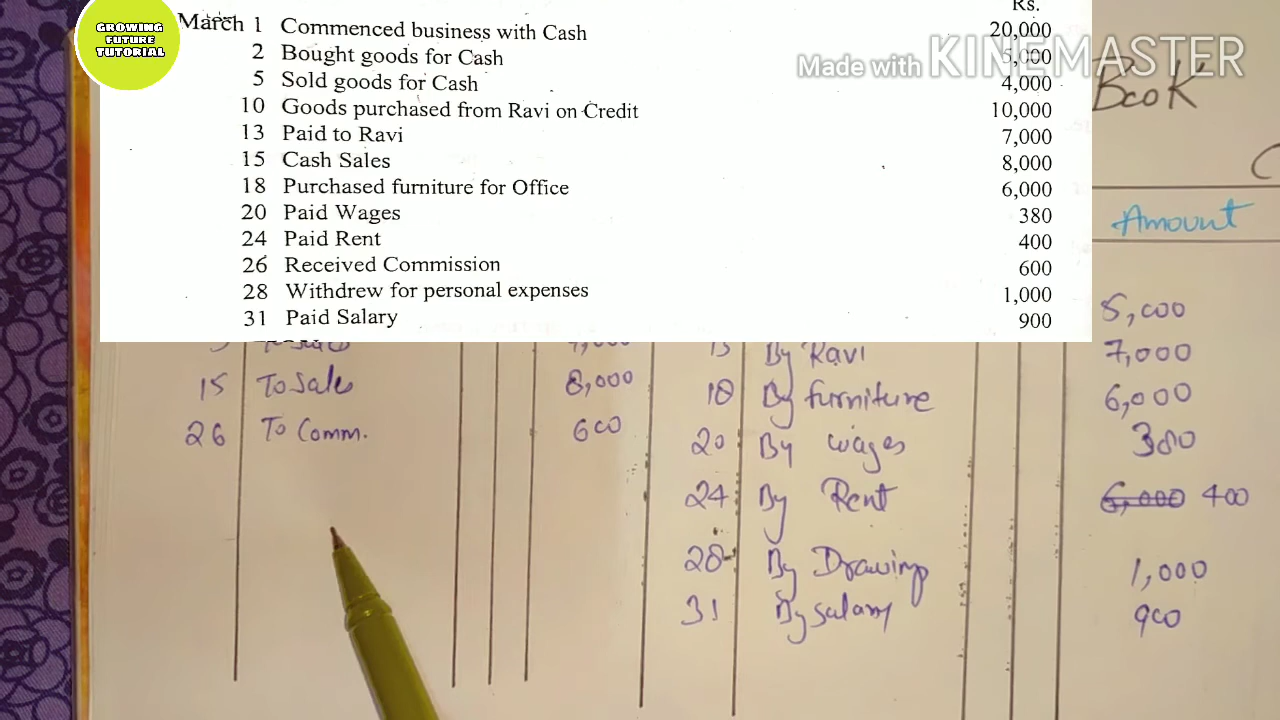 GROWING
FUTURE
TUTORIAL
Rs.
March 1 Commenced business with Cash 20,000
2 Bought goods for Cash 5,000
5 Sold goods for Cash 4,000
10 Goods purchased from Ravi on Credit 10,000
13 Paid to Ravi 7,000
15 Cash Sales 8,000
18 Purchased furniture for Office 6,000
20 Paid Wages 380
24 Paid Rent 400
26 Received Commission 600
28 Withdrew for personal expenses 1,000
31 Paid Salary 900
Made with KINEMASTER
Book
Amount
5,000
By Ravi 7,000
15 To Sales 8,000 18 By furniture 6,000
26 To Comm. 600 20 By wages 380
24 By Rent 6,000 400
28 By Drawing 1,000
31 By Salary 900